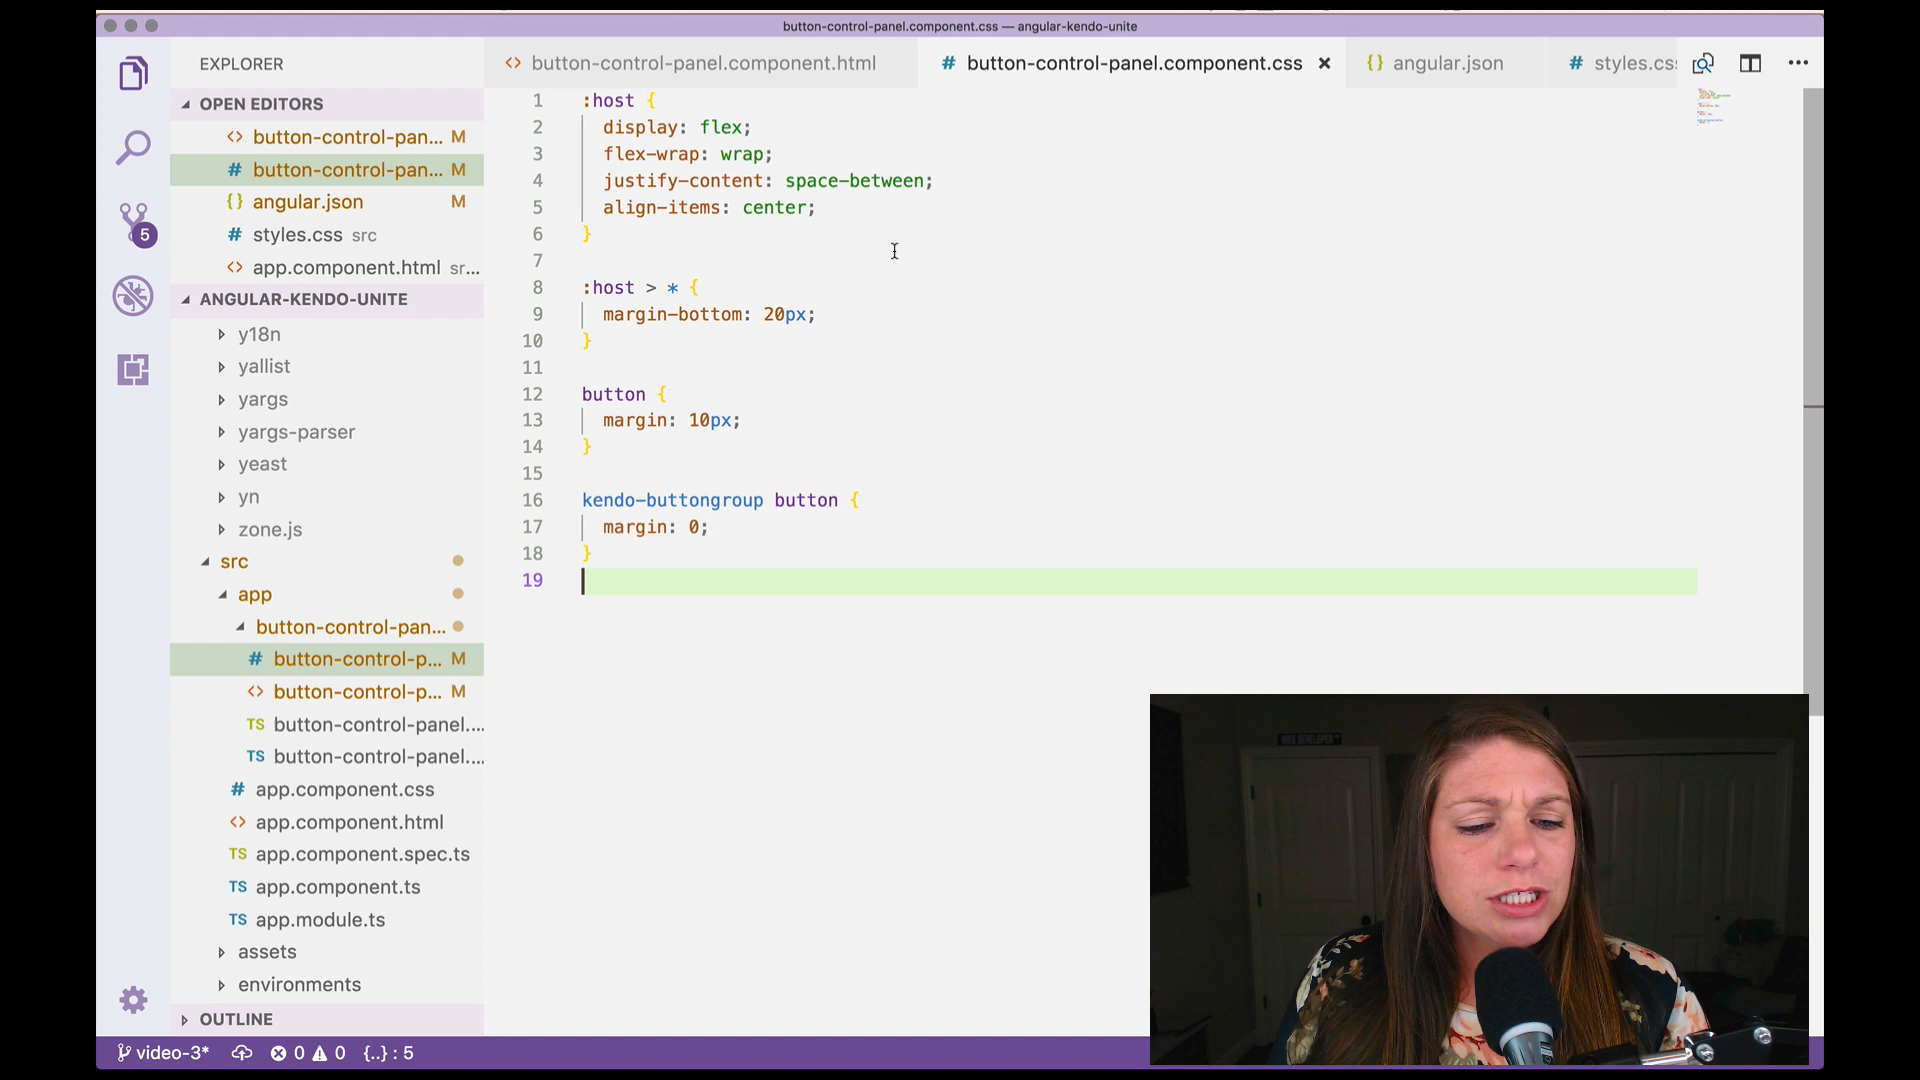 button-control-panel.component.css — angular-kendo-unite
EXPLORER
OPEN EDITORS
<> button-control-pan... M
# button-control-pan... M
{} angular.json M
# styles.css src
<> app.component.html sr...
ANGULAR-KENDO-UNITE
y18n
yallist
yargs
yargs-parser
yeast
yn
zone.js
src
app
button-control-pan...
# button-control-p... M
<> button-control-p... M
TS button-control-panel....
TS button-control-panel....
# app.component.css
<> app.component.html
TS app.component.spec.ts
TS app.component.ts
TS app.module.ts
assets
environments
OUTLINE
5
<> button-control-panel.component.html
# button-control-panel.component.css ×
{} angular.json
# styles.cs
1 :host {
2 display: flex;
3 flex-wrap: wrap;
4 justify-content: space-between;
5 align-items: center;
6 }
7
8 :host > * {
9 margin-bottom: 20px;
10 }
11
12 button {
13 margin: 10px;
14 }
15
16 kendo-buttongroup button {
17 margin: 0;
18 }
19
WEB DEVELOPER
video-3* 0 0 {..} : 5